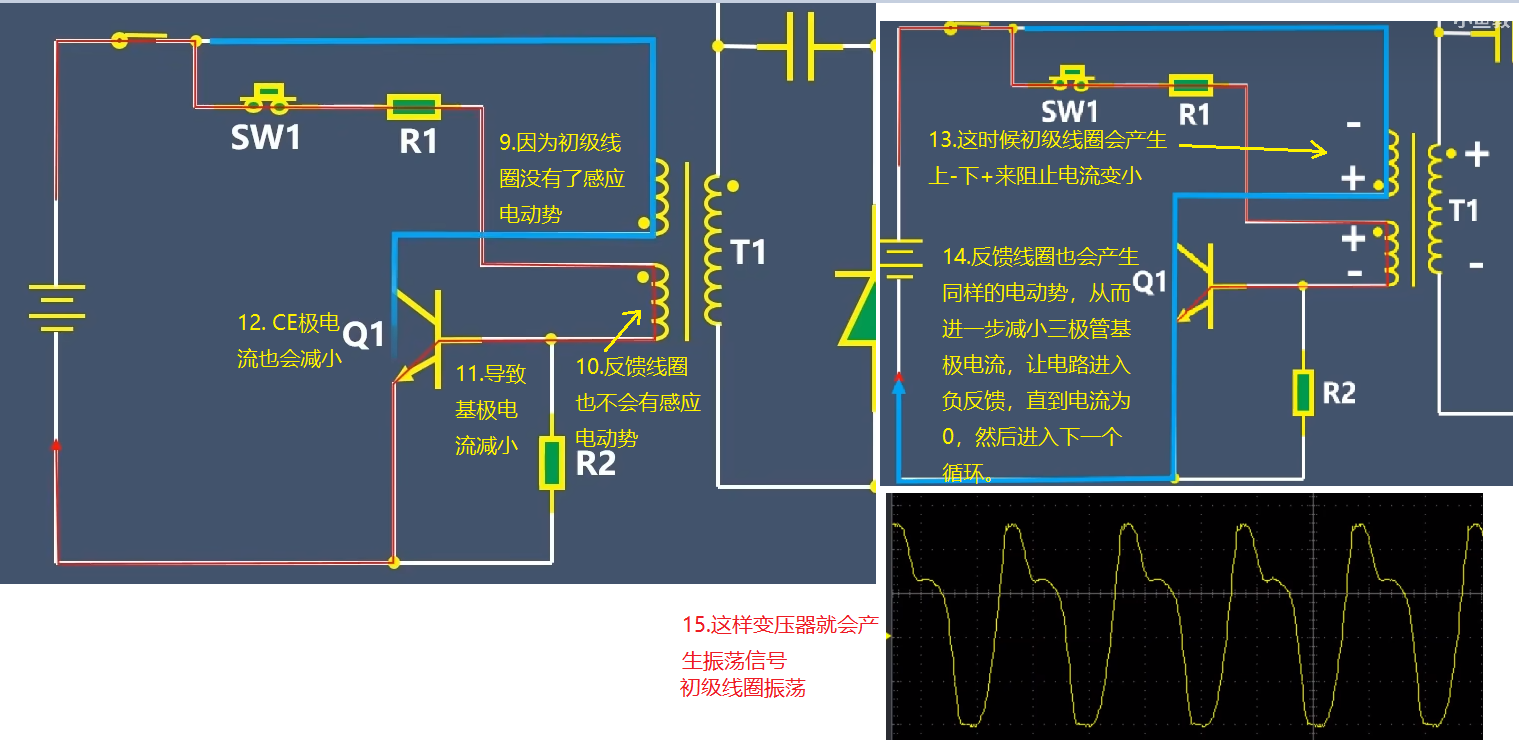 SW1
R1
9.因为初级线
圈没有了感应
电动势
T1
12. CE极电
流也会减小
Q1
11.导致
基极电
流减小
10.反馈线圈
也不会有感应
电动势
R2
SW1
R1
13.这时候初级线圈会产生
上-下+来阻止电流变小
-
+
+
T1
+
-
-
14.反馈线圈也会产生
同样的电动势，从而
进一步减小三极管基
极电流，让电路进入
负反馈，直到电流为
0，然后进入下一个
循环。
Q1
R2
15.这样变压器就会产
生振荡信号
初级线圈振荡